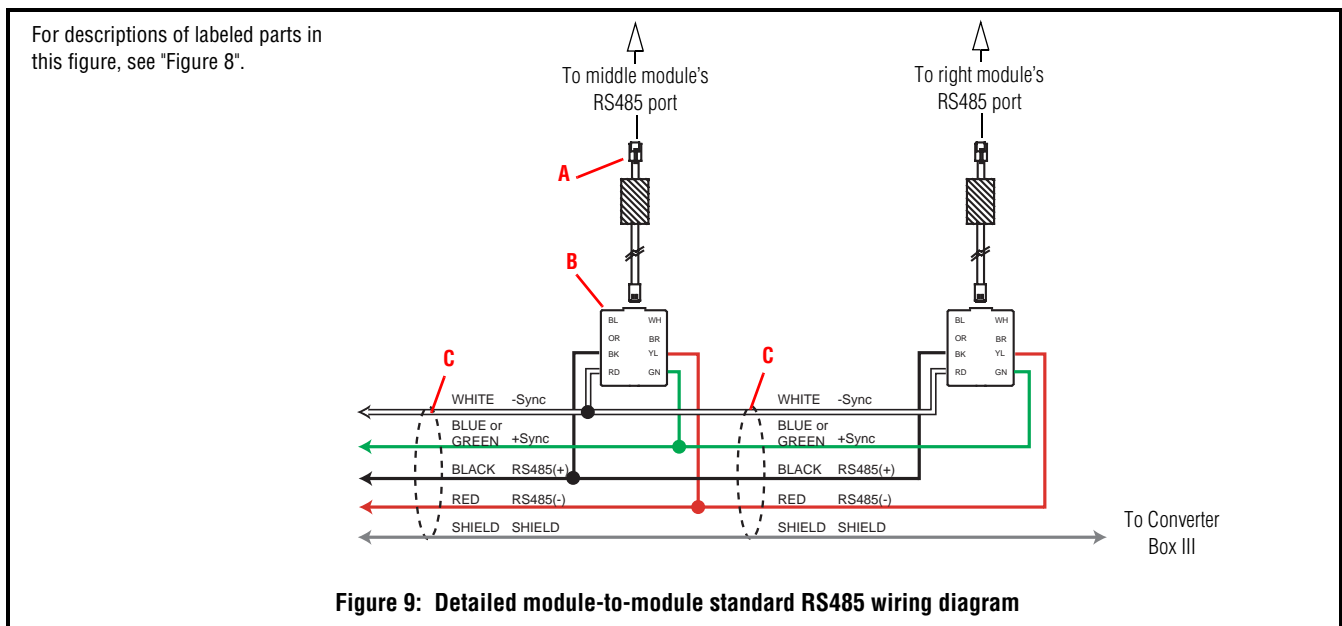 For descriptions of labeled parts in
this figure, see "Figure 8".
To middle module's
RS485 port
To right module's
RS485 port
A
B
BL WH
OR BR
BK YL
RD GN
BL WH
OR BR
BK YL
RD GN
C
C
WHITE -Sync
BLUE or
GREEN +Sync
BLACK RS485(+)
RED RS485(-)
SHIELD SHIELD
WHITE -Sync
BLUE or
GREEN +Sync
BLACK RS485(+)
RED RS485(-)
SHIELD SHIELD
To Converter
Box III
Figure 9: Detailed module-to-module standard RS485 wiring diagram